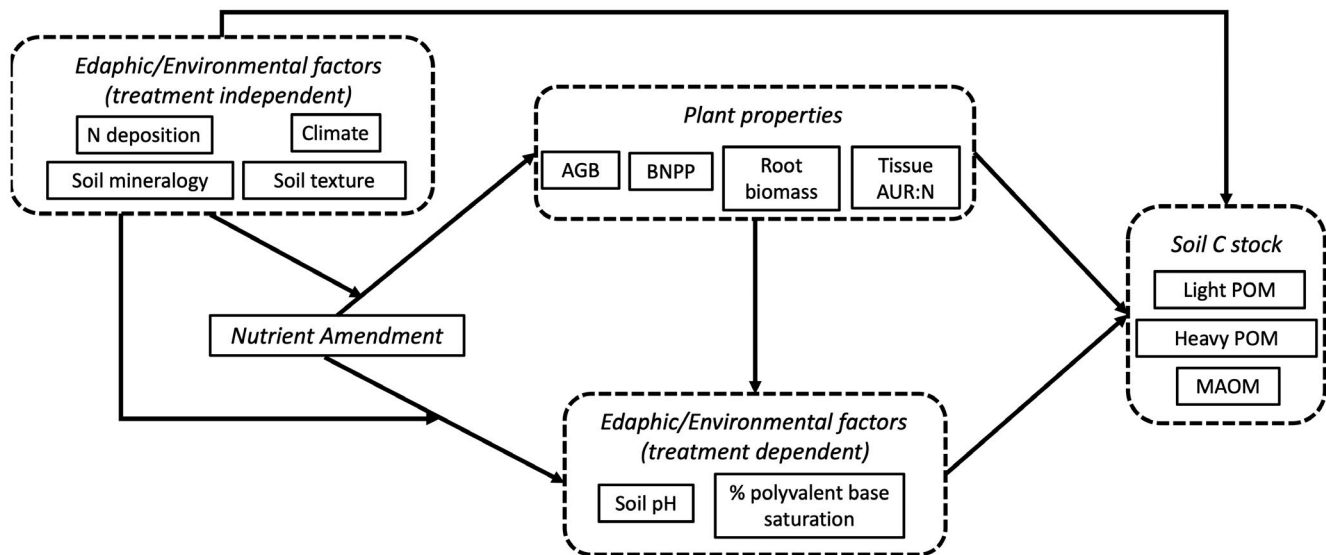 Edaphic/Environmental factors
(treatment independent)
N deposition
Climate
Soil mineralogy
Soil texture
Plant properties
AGB
BNPP
Root
biomass
Tissue
AUR:N
Nutrient Amendment
Soil C stock
Light POM
Heavy POM
MAOM
Edaphic/Environmental factors
(treatment dependent)
Soil pH
% polyvalent base
saturation